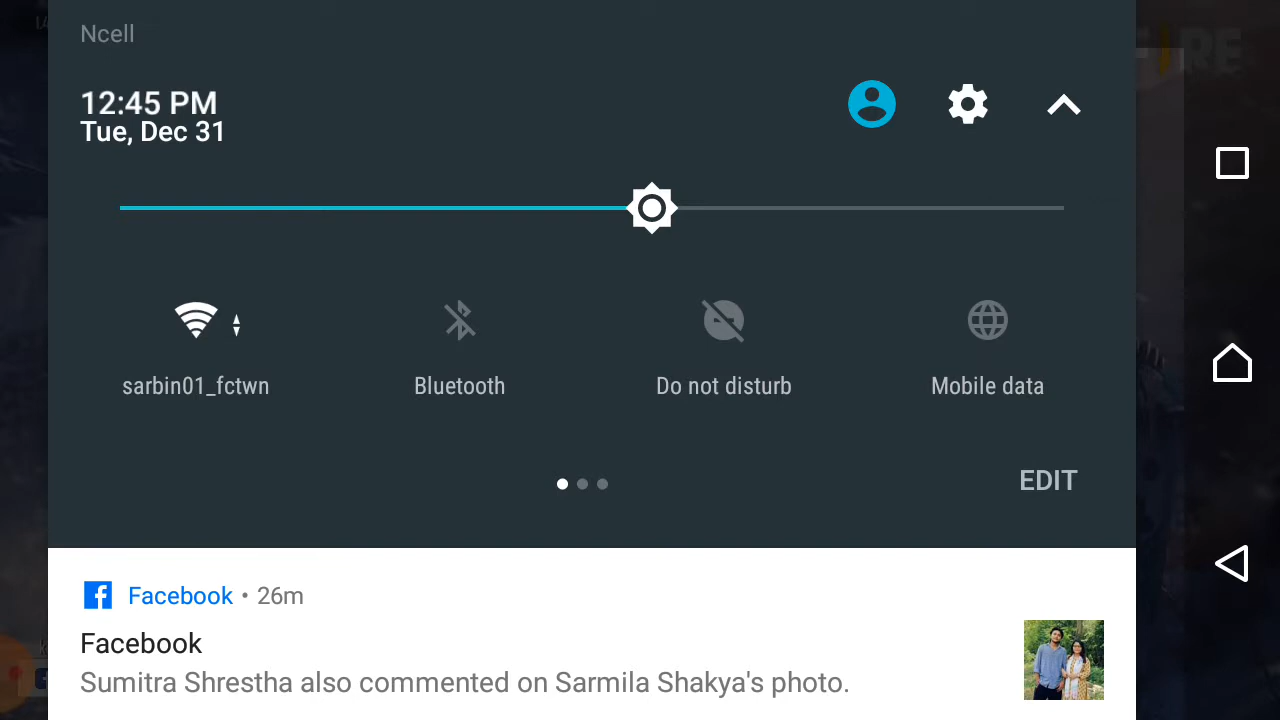 Ncell
12:45 PM
Tue, Dec 31
sarbin01_fctwn
Bluetooth
Do not disturb
Mobile data
EDIT
Facebook • 26m
Facebook
Sumitra Shrestha also commented on Sarmila Shakya's photo.